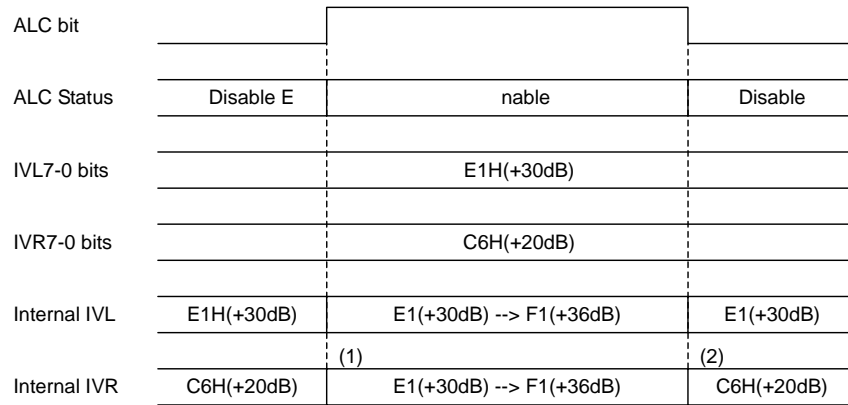 ALC bit
ALC Status Disable E nable Disable
IVL7-0 bits E1H(+30dB)
IVR7-0 bits C6H(+20dB)
Internal IVL E1H(+30dB) E1(+30dB) --> F1(+36dB) E1(+30dB)
(1) (2)
Internal IVR C6H(+20dB) E1(+30dB) --> F1(+36dB) C6H(+20dB)